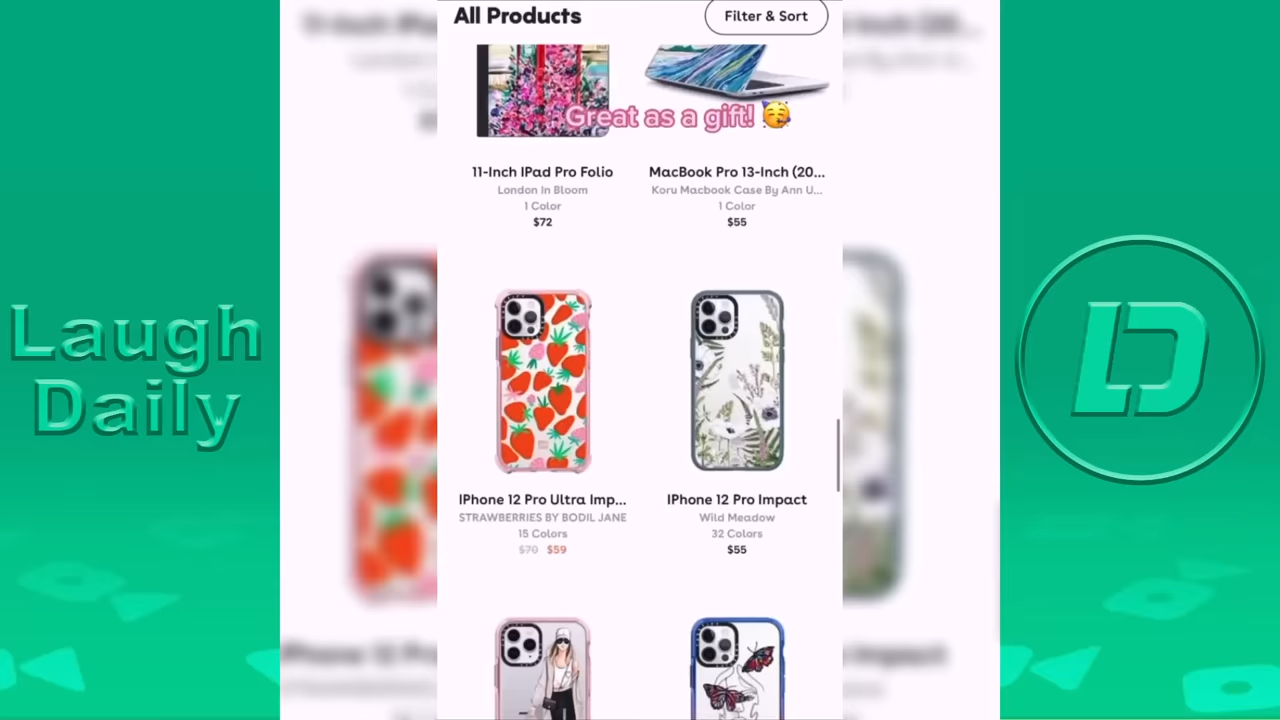 All Products
Filter & Sort
Great as a gift!
11-Inch IPad Pro Folio
London In Bloom
1 Color
$72
MacBook Pro 13-Inch (20...
Koru Macbook Case By Ann U...
1 Color
$55
Laugh
Daily
LD
IPhone 12 Pro Ultra Imp...
STRAWBERRIES BY BODIL JANE
15 Colors
$70 $59
IPhone 12 Pro Impact
Wild Meadow
32 Colors
$55